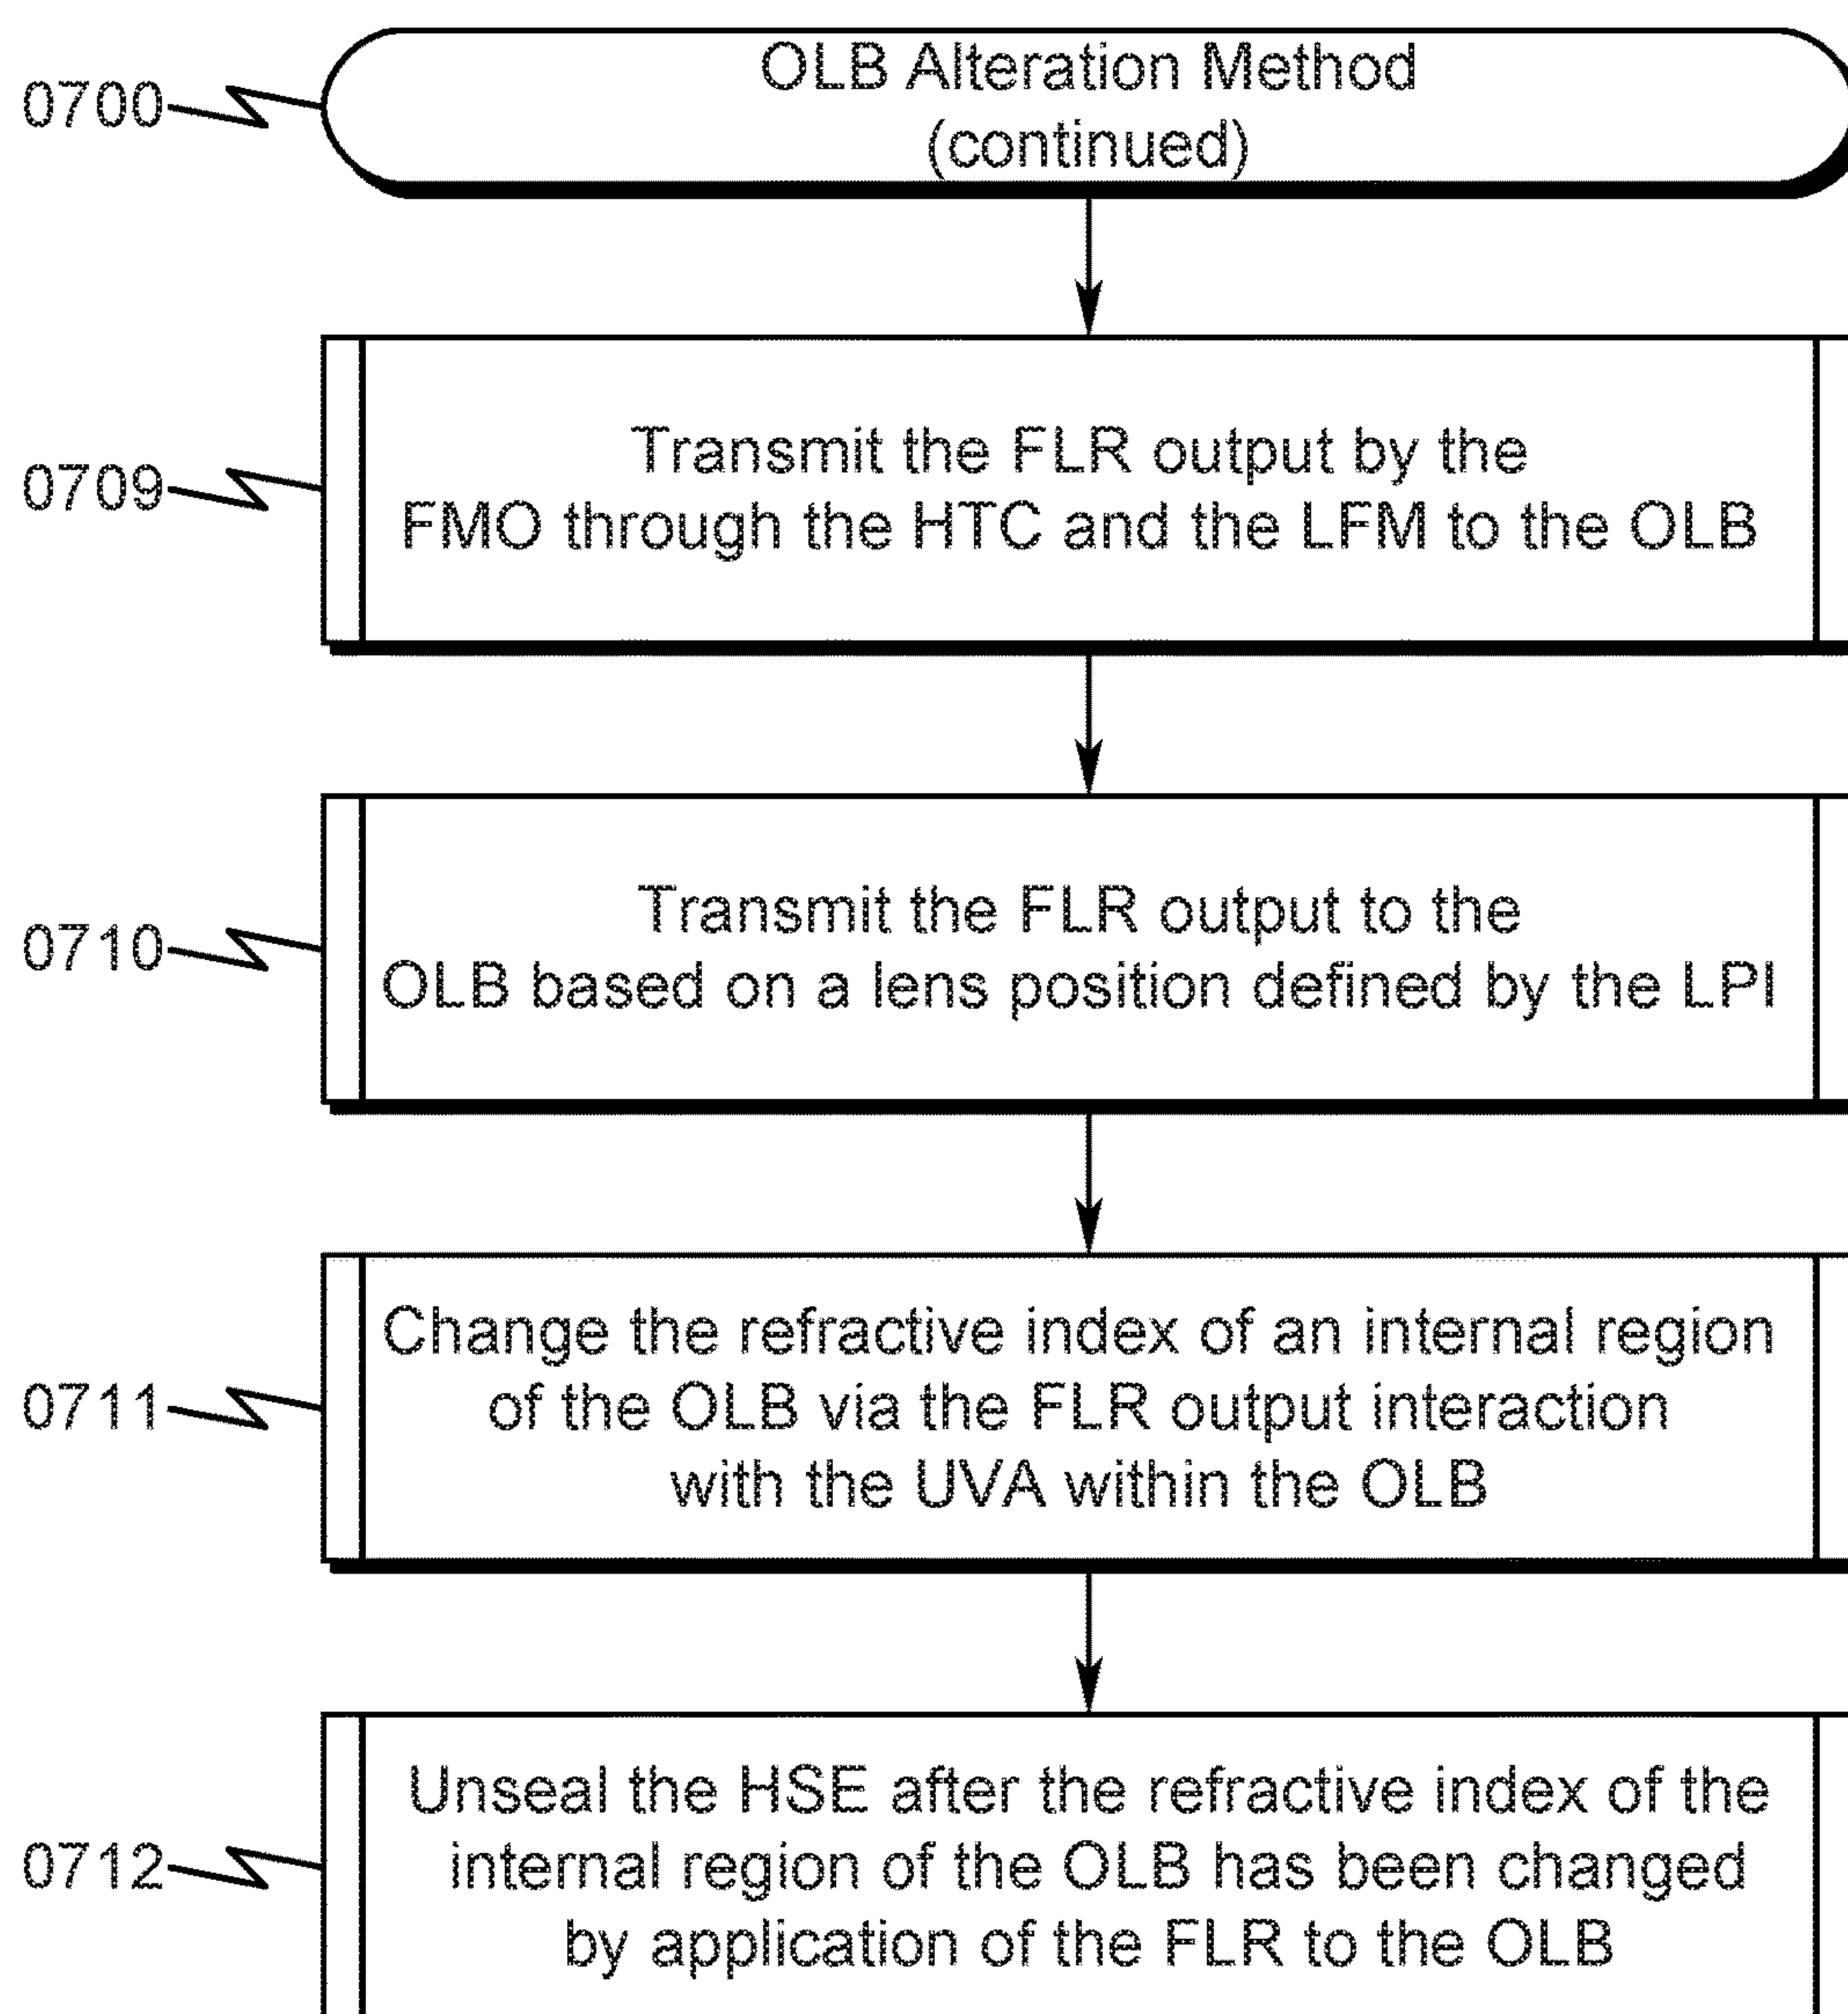 0700
OLB Alteration Method
(continued)
0709
Transmit the FLR output by the
FMO through the HTC and the LFM to the OLB
0710
Transmit the FLR output to the
OLB based on a lens position defined by the LPI
0711
Change the refractive index of an internal region
of the OLB via the FLR output interaction
with the UVA within the OLB
0712
Unseal the HSE after the refractive index of the
internal region of the OLB has been changed
by application of the FLR to the OLB